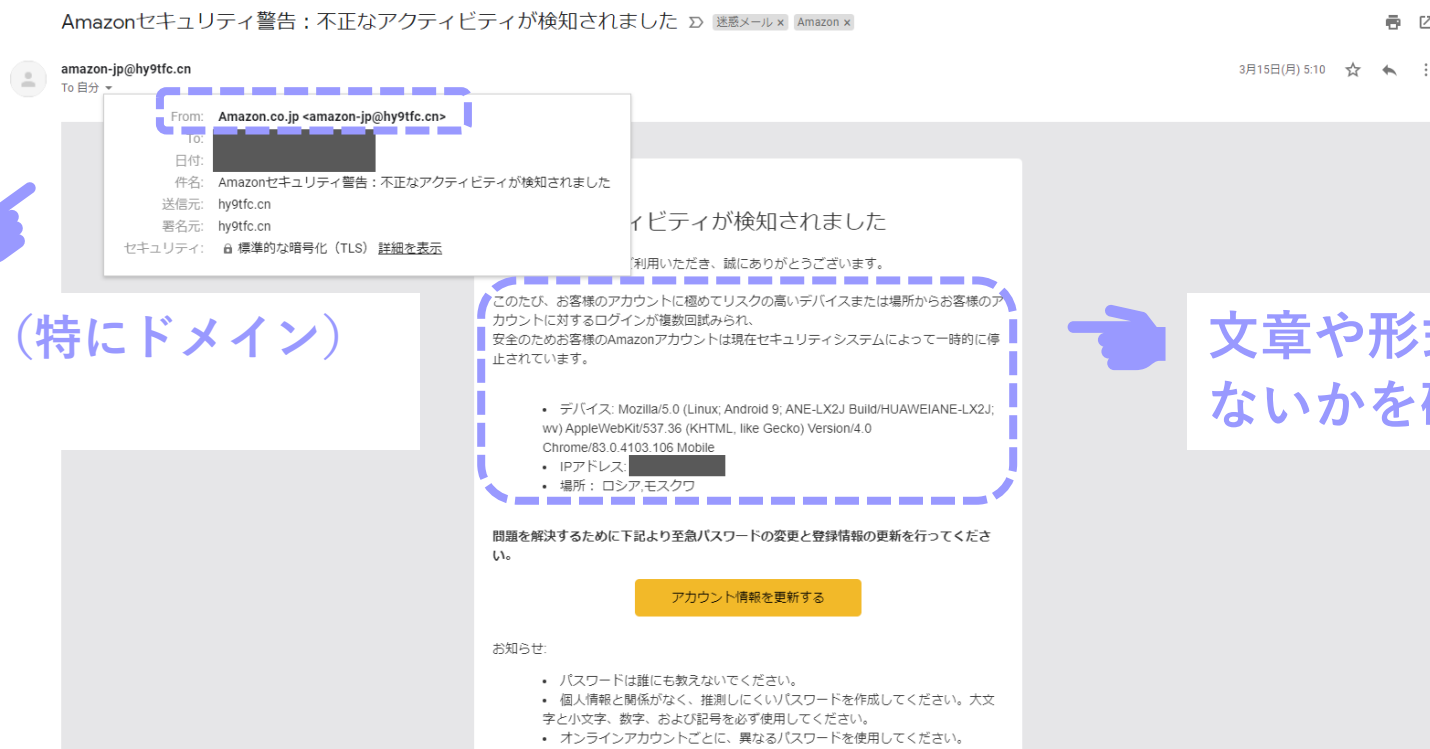 Amazonセキュリティ警告：不正なアクティビティが検知されました 迷惑メール × Amazon ×
amazon-jp@hy9tfc.cn
3月15日(月) 5:10
To 自分
From: Amazon.co.jp <amazon-jp@hy9tfc.cn>
To:
日付:
件名: Amazonセキュリティ警告：不正なアクティビティが検知されました
送信元: hy9tfc.cn
署名元: hy9tfc.cn
セキュリティ: 標準的な暗号化（TLS） 詳細を表示
ィビティが検知されました
利用いただき、誠にありがとうございます。
（特にドメイン）
このたび、お客様のアカウントに極めてリスクの高いデバイスまたは場所からお客様のア
カウントに対するログインが複数回試みられ、
安全のためお客様のAmazonアカウントは現在セキュリティシステムによって一時的に停
止されています。
• デバイス: Mozilla/5.0 (Linux; Android 9; ANE-LX2J Build/HUAWEIANE-LX2J;
wv) AppleWebKit/537.36 (KHTML, like Gecko) Version/4.0
Chrome/83.0.4103.106 Mobile
• IPアドレス:
• 場所： ロシア,モスクワ
文章や形
ないかを
問題を解決するために下記より至急パスワードの変更と登録情報の更新を行ってくださ
い。
アカウント情報を更新する
お知らせ:
• パスワードは誰にも教えないでください。
• 個人情報と関係がなく、推測しにくいパスワードを作成してください。大文
字と小文字、数字、および記号を必ず使用してください。
• オンラインアカウントごとに、異なるパスワードを使用してください。